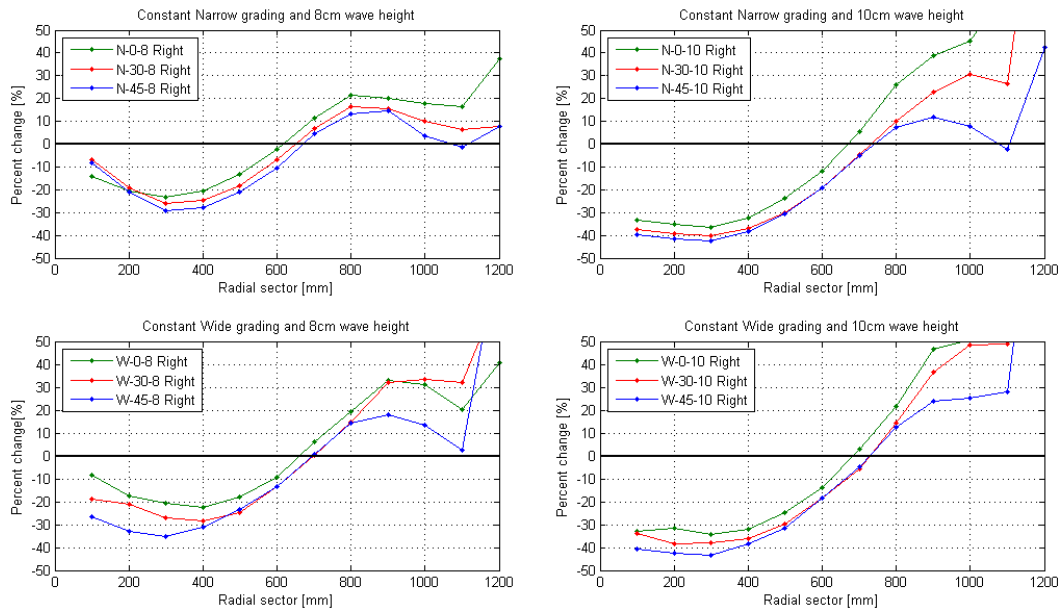 Constant Narrow grading and 8cm wave height
50
40
30
20
10
0
-10
-20
-30
-40
-50
Percent change [%]
N-0-8 Right
N-30-8 Right
N-45-8 Right
0 200 400 600 800 1000 1200
Radial sector [mm]
Constant Narrow grading and 10cm wave height
50
40
30
20
10
0
-10
-20
-30
-40
-50
Percent change [%]
N-0-10 Right
N-30-10 Right
N-45-10 Right
0 200 400 600 800 1000 1200
Radial sector [mm]
Constant Wide grading and 8cm wave height
50
40
30
20
10
0
-10
-20
-30
-40
-50
Percent change[%]
W-0-8 Right
W-30-8 Right
W-45-8 Right
0 200 400 600 800 1000 1200
Radial sector [mm]
Constant Wide grading and 10cm wave height
50
40
30
20
10
0
-10
-20
-30
-40
-50
Percent change [%]
W-0-10 Right
W-30-10 Right
W-45-10 Right
0 200 400 600 800 1000 1200
Radial sector [mm]